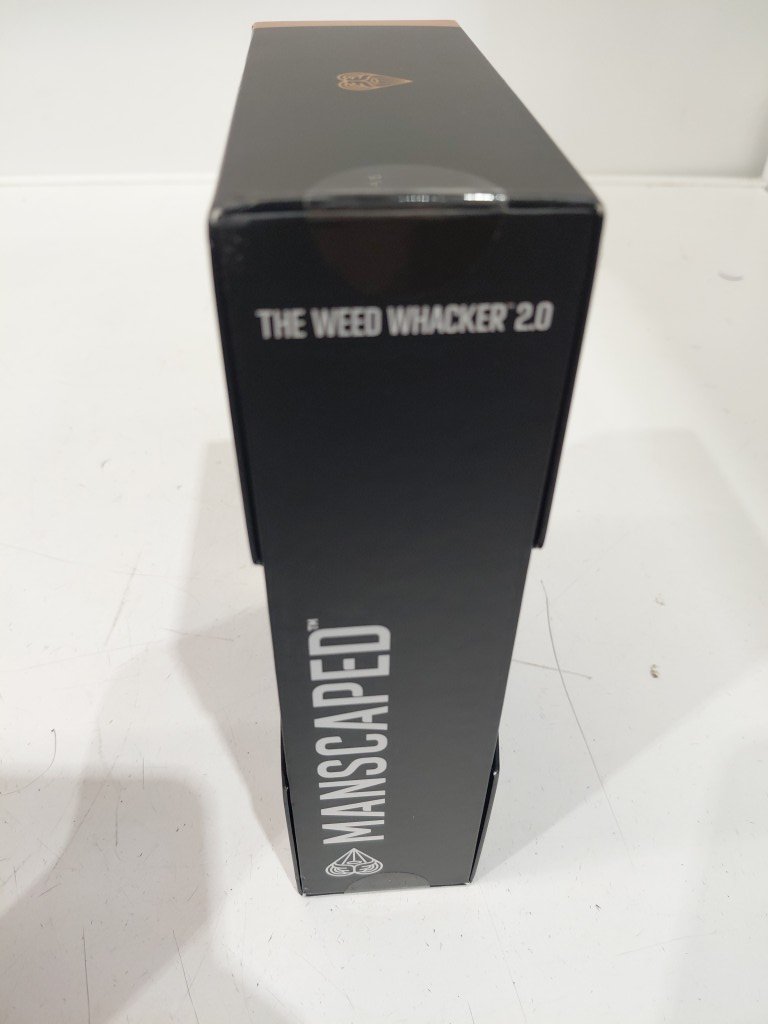 THE WEED WHACKER™ 2.0
MANSCAPED™